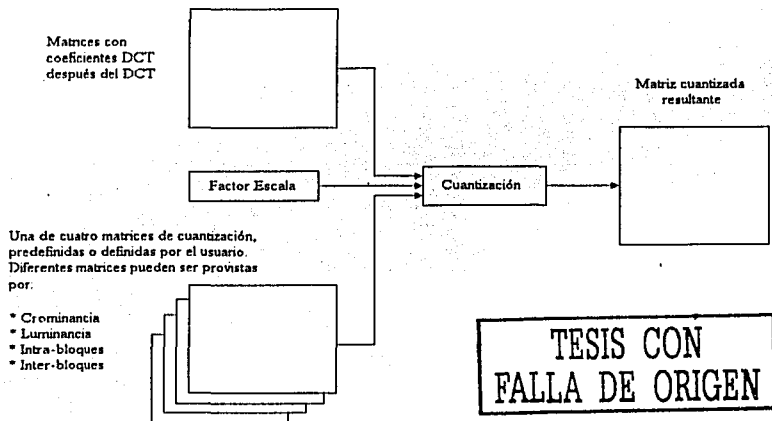 Matrices con
coeficientes DCT
después del DCT
Matriz cuantizada
resultante
Factor Escala
Cuantización
Una de cuatro matrices de cuantización,
predefinidas o definidas por el usuario.
Diferentes matrices pueden ser provistas
por:
* Crominancia
* Luminancia
* Intra-bloques
* Inter-bloques
TESIS CON
FALLA DE ORIGEN